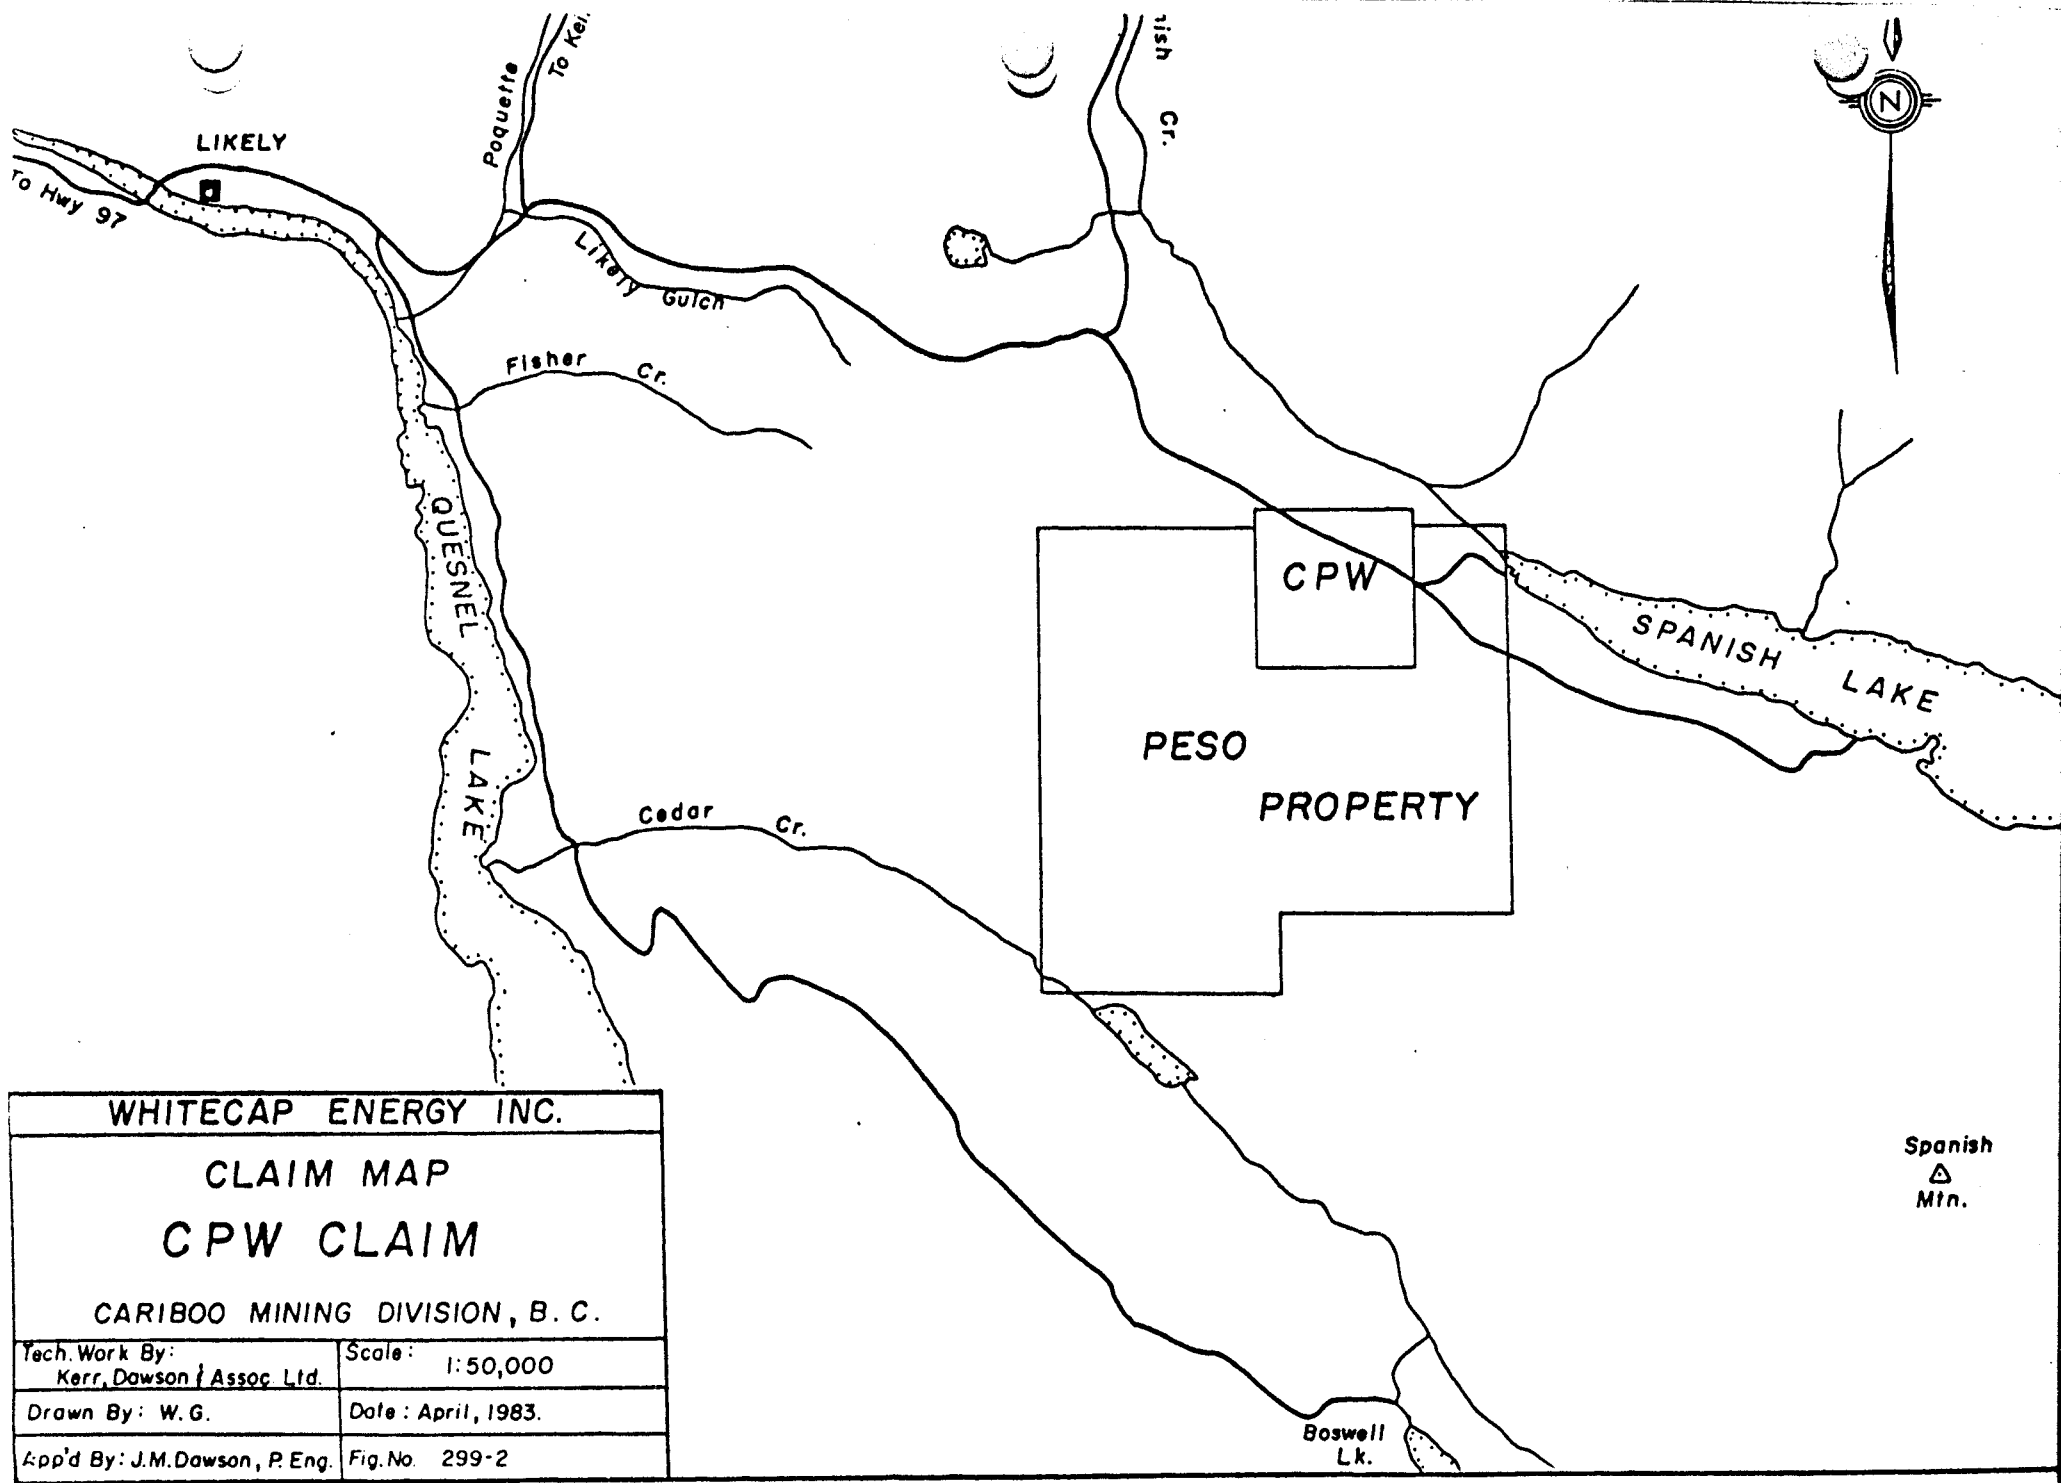 LIKELY
To Hwy 97
Poquette
To Kei
nish
Cr.
N
Likely
Gulch
Fisher Cr.
QUESNEL
LAKE
CPW
SPANISH
LAKE
PESO
PROPERTY
Cedar Cr.
Spanish
Mtn.
Boswell
Lk.
WHITECAP ENERGY INC.
CLAIM MAP
CPW CLAIM
CARIBOO MINING DIVISION, B. C.
Tech. Work By:
Kerr, Dawson & Assoc. Ltd.
Scale:
1:50,000
Drawn By: W. G.
Date: April, 1983.
App'd By: J.M. Dawson, P. Eng.
Fig. No. 299-2